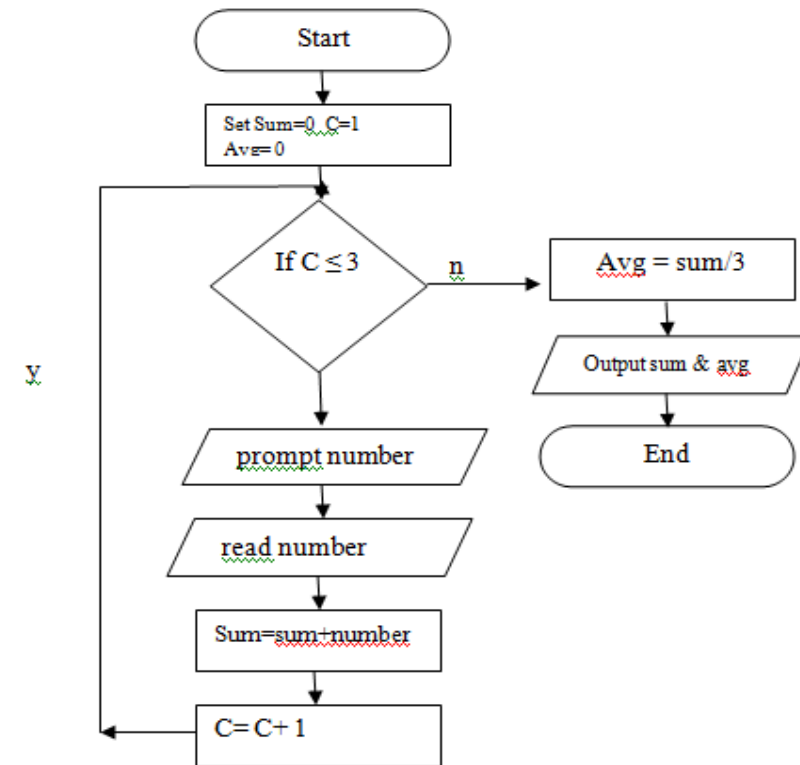 Start
Set Sum=0 C=1
Avg= 0
If C ≤ 3
n
Avg = sum/3
y
Output sum & avg
prompt number
End
read number
Sum=sum+number
C= C+ 1